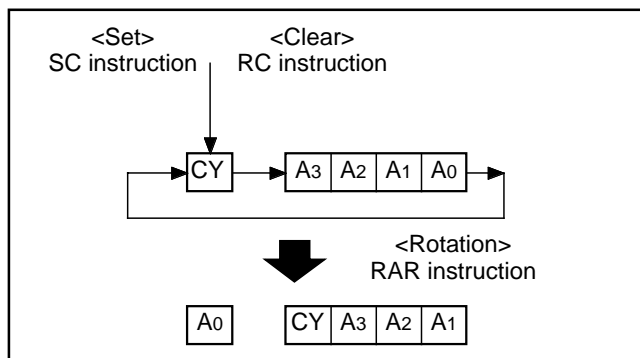 <Set> <Clear>
SC instruction RC instruction
CY A3 A2 A1 A0
<Rotation>
RAR instruction
A0 CY A3 A2 A1